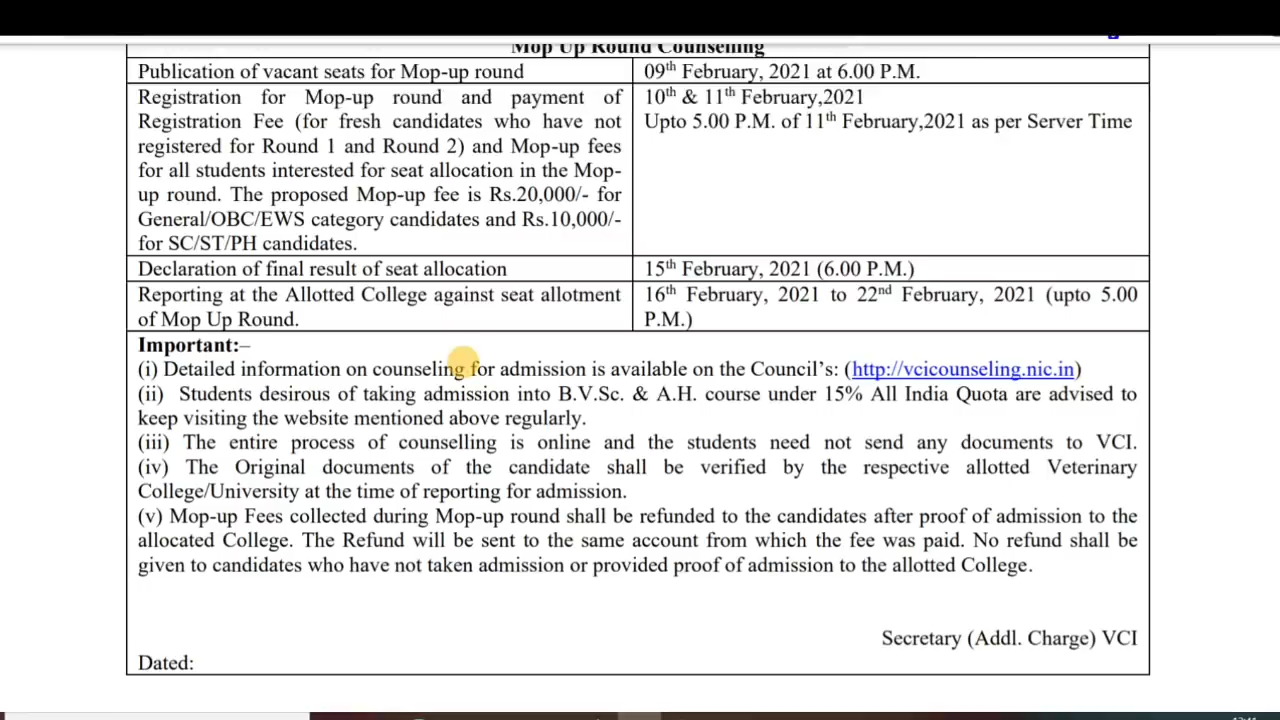 Mop Up Round Counselling
Publication of vacant seats for Mop-up round
09th February, 2021 at 6.00 P.M.
Registration for Mop-up round and payment of
Registration Fee (for fresh candidates who have not
registered for Round 1 and Round 2) and Mop-up fees
for all students interested for seat allocation in the Mop-
up round. The proposed Mop-up fee is Rs.20,000/- for
General/OBC/EWS category candidates and Rs.10,000/-
for SC/ST/PH candidates.
10th & 11th February,2021
Upto 5.00 P.M. of 11th February,2021 as per Server Time
Declaration of final result of seat allocation
15th February, 2021 (6.00 P.M.)
Reporting at the Allotted College against seat allotment
of Mop Up Round.
16th February, 2021 to 22nd February, 2021 (upto 5.00
P.M.)
Important:–
(i) Detailed information on counseling for admission is available on the Council's: (http://vcicounseling.nic.in)
(ii) Students desirous of taking admission into B.V.Sc. & A.H. course under 15% All India Quota are advised to
keep visiting the website mentioned above regularly.
(iii) The entire process of counselling is online and the students need not send any documents to VCI.
(iv) The Original documents of the candidate shall be verified by the respective allotted Veterinary
College/University at the time of reporting for admission.
(v) Mop-up Fees collected during Mop-up round shall be refunded to the candidates after proof of admission to the
allocated College. The Refund will be sent to the same account from which the fee was paid. No refund shall be
given to candidates who have not taken admission or provided proof of admission to the allotted College.
Secretary (Addl. Charge) VCI
Dated: